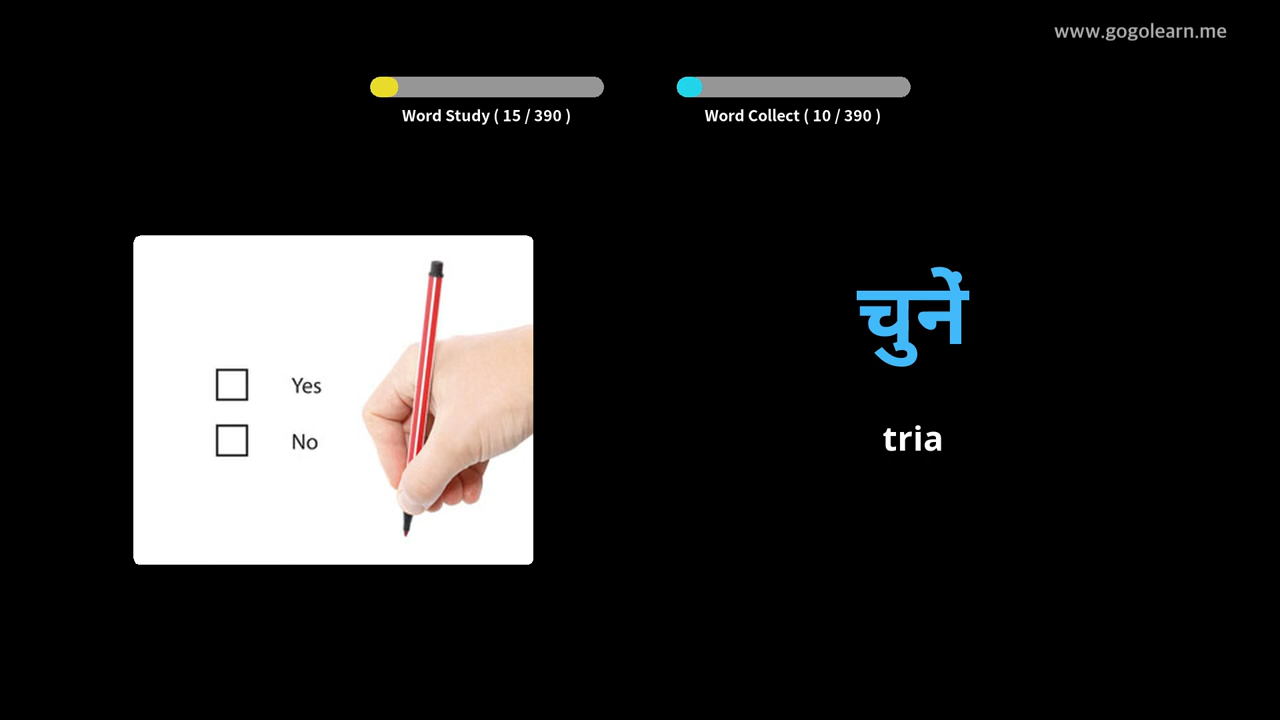 www.gogolearn.me
Word Study ( 15 / 390 )
Word Collect ( 10 / 390 )
Yes
No
चुनें
tria